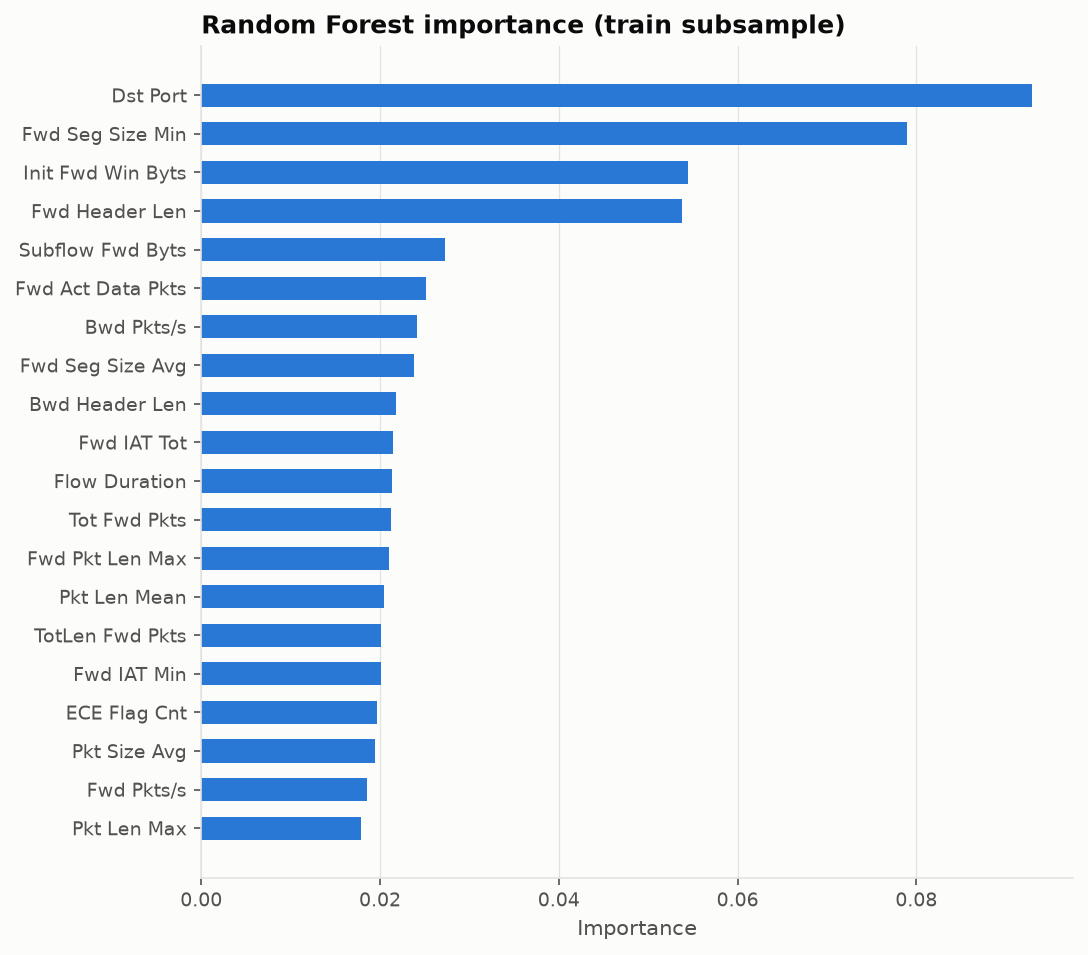 Random Forest importance (train subsample)
Dst Port
Fwd Seg Size Min
Init Fwd Win Byts
Fwd Header Len
Subflow Fwd Byts
Fwd Act Data Pkts
Bwd Pkts/s
Fwd Seg Size Avg
Bwd Header Len
Fwd IAT Tot
Flow Duration
Tot Fwd Pkts
Fwd Pkt Len Max
Pkt Len Mean
TotLen Fwd Pkts
Fwd IAT Min
ECE Flag Cnt
Pkt Size Avg
Fwd Pkts/s
Pkt Len Max
0.00 0.02 0.04 0.06 0.08
Importance